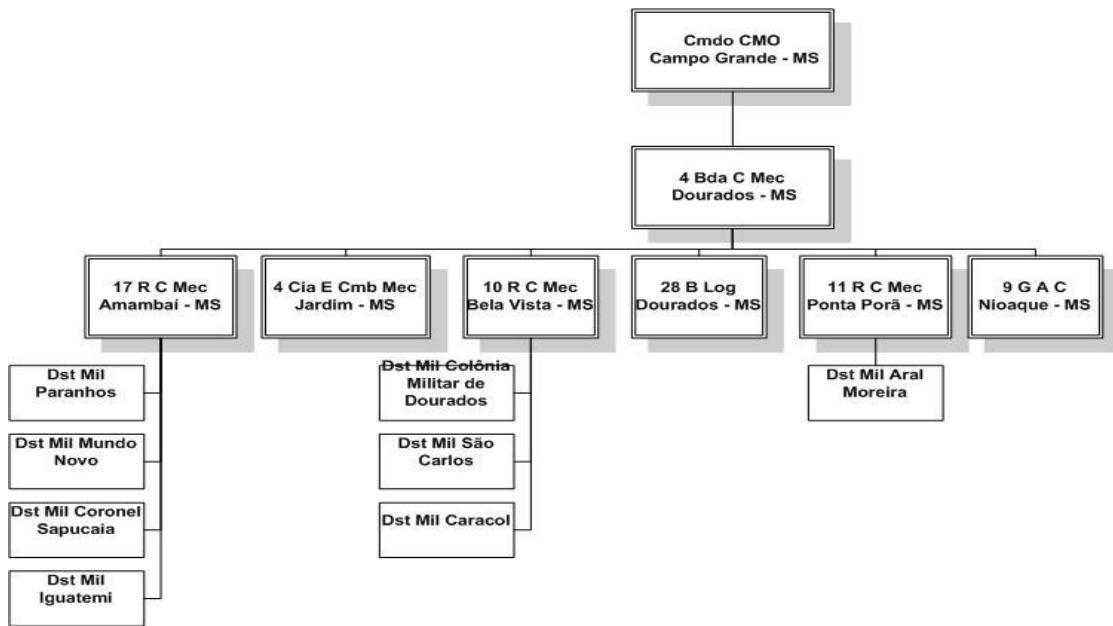 Cmdo CMO
Campo Grande - MS
4 Bda C Mec
Dourados - MS
17 R C Mec
Amambaí - MS
4 Cia E Cmb Mec
Jardim - MS
10 R C Mec
Bela Vista - MS
28 B Log
Dourados - MS
11 R C Mec
Ponta Porã - MS
9 G A C
Nioaque - MS
Dst Mil
Paranhos
Dst Mil Mundo
Novo
Dst Mil Coronel
Sapucaia
Dst Mil
Iguatemi
Dst Mil Colônia
Militar de
Dourados
Dst Mil São
Carlos
Dst Mil Caracol
Dst Mil Aral
Moreira